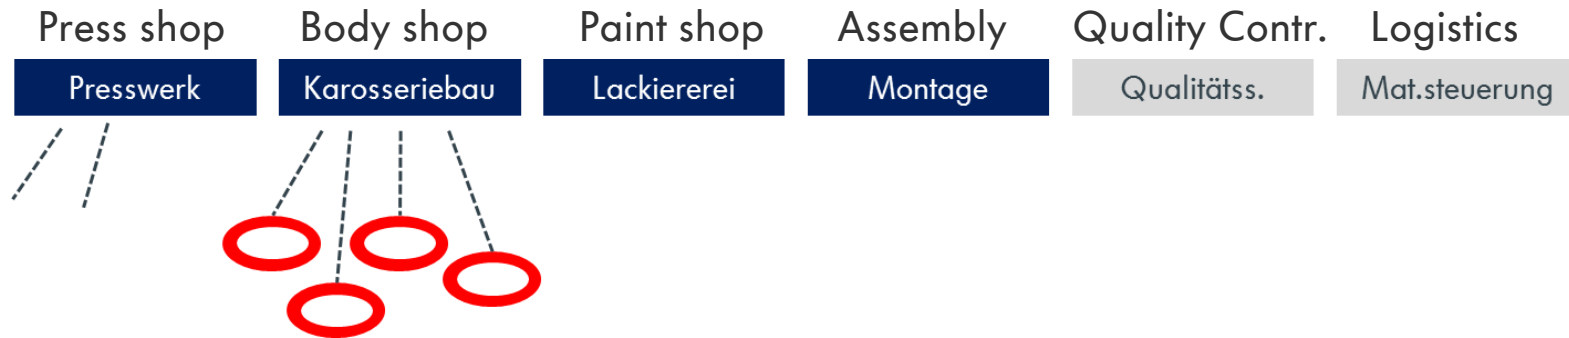 Press shop Body shop Paint shop Assembly Quality Contr. Logistics
Presswerk Karosseriebau Lackiererei Montage Qualitätss. Mat.steuerung